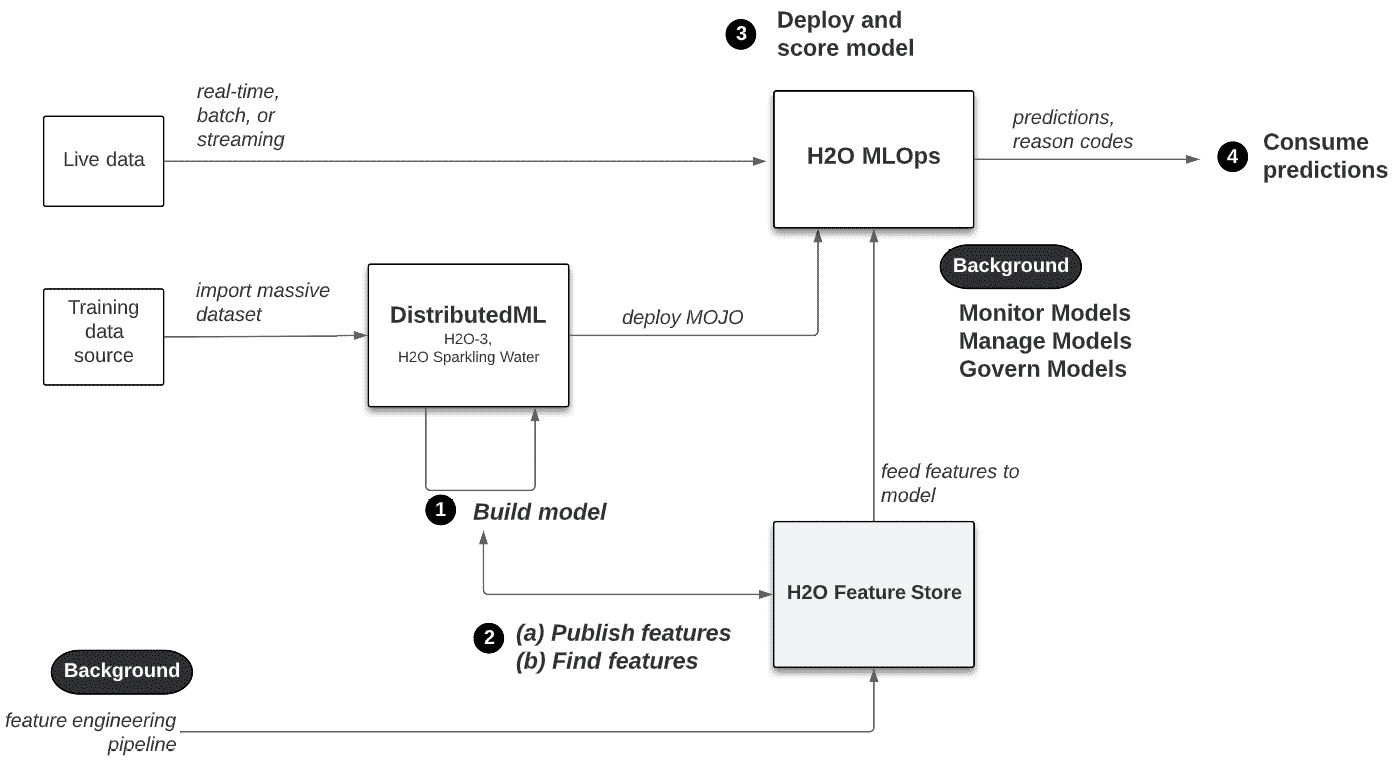 3
Deploy and
score model
real-time,
batch, or
streaming
Live data
H2O MLOps
predictions,
reason codes
4
Consume
predictions
Background
Monitor Models
Manage Models
Govern Models
Training
data
source
import massive
dataset
DistributedML
H2O-3,
H2O Sparkling Water
deploy MOJO
1
Build model
feed features to
model
H2O Feature Store
2
(a) Publish features
(b) Find features
Background
feature engineering
pipeline